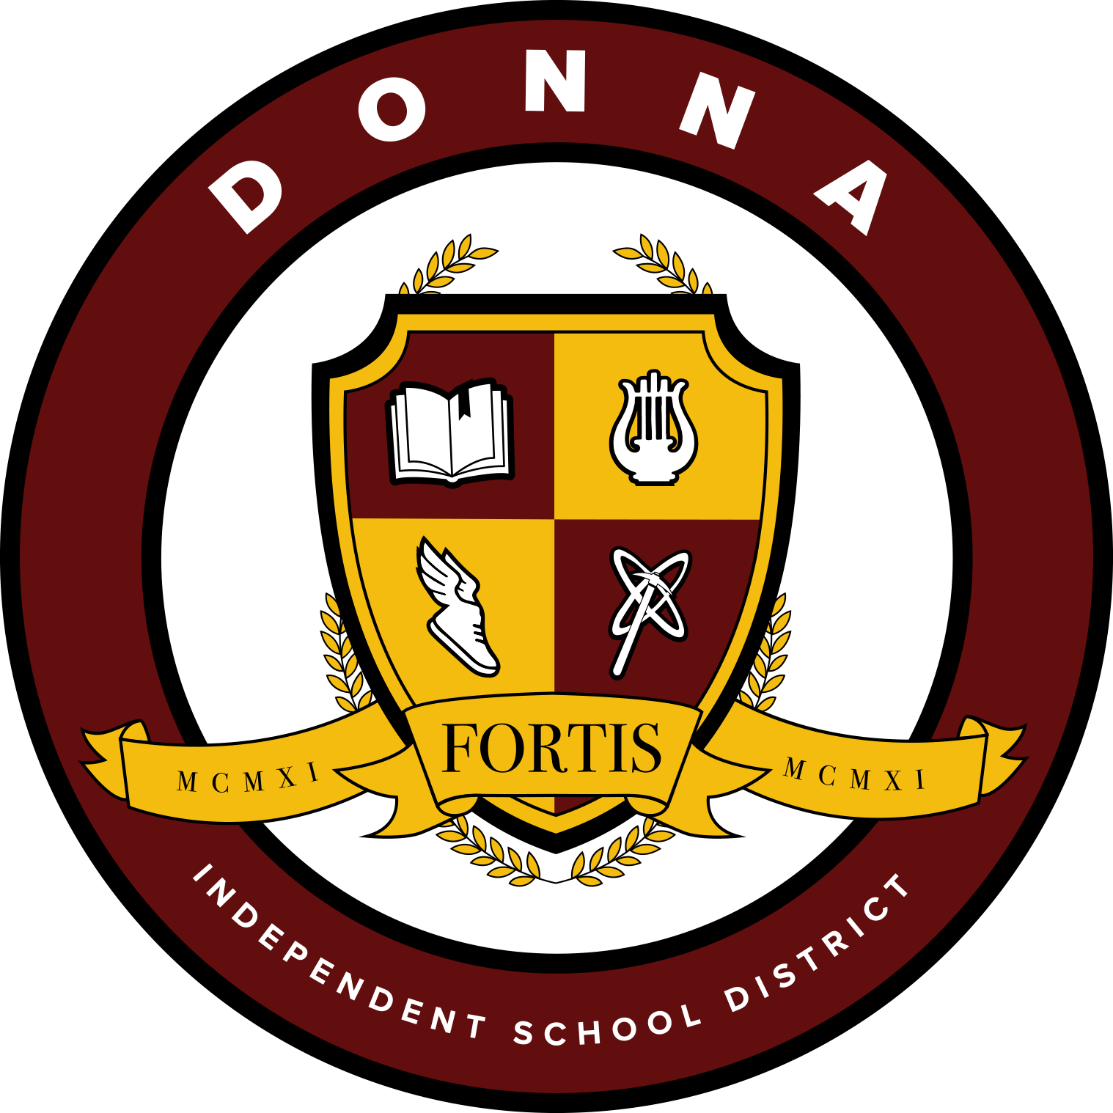 DONNA
FORTIS
MCMXI MCMXI
INDEPENDENT SCHOOL DISTRICT